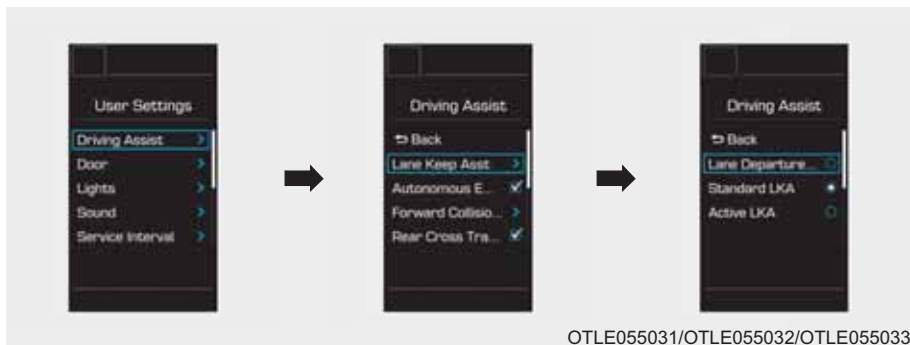 User Settings
Driving Assist
Door
Lights
Sound
Service Interval
Driving Assist
Back
Lane Keep Asst
Autonomous E...
Forward Collisio...
Rear Cross Tra...
Driving Assist
Back
Lane Departure...
Standard LKA
Active LKA
OTLE055031/OTLE055032/OTLE055033